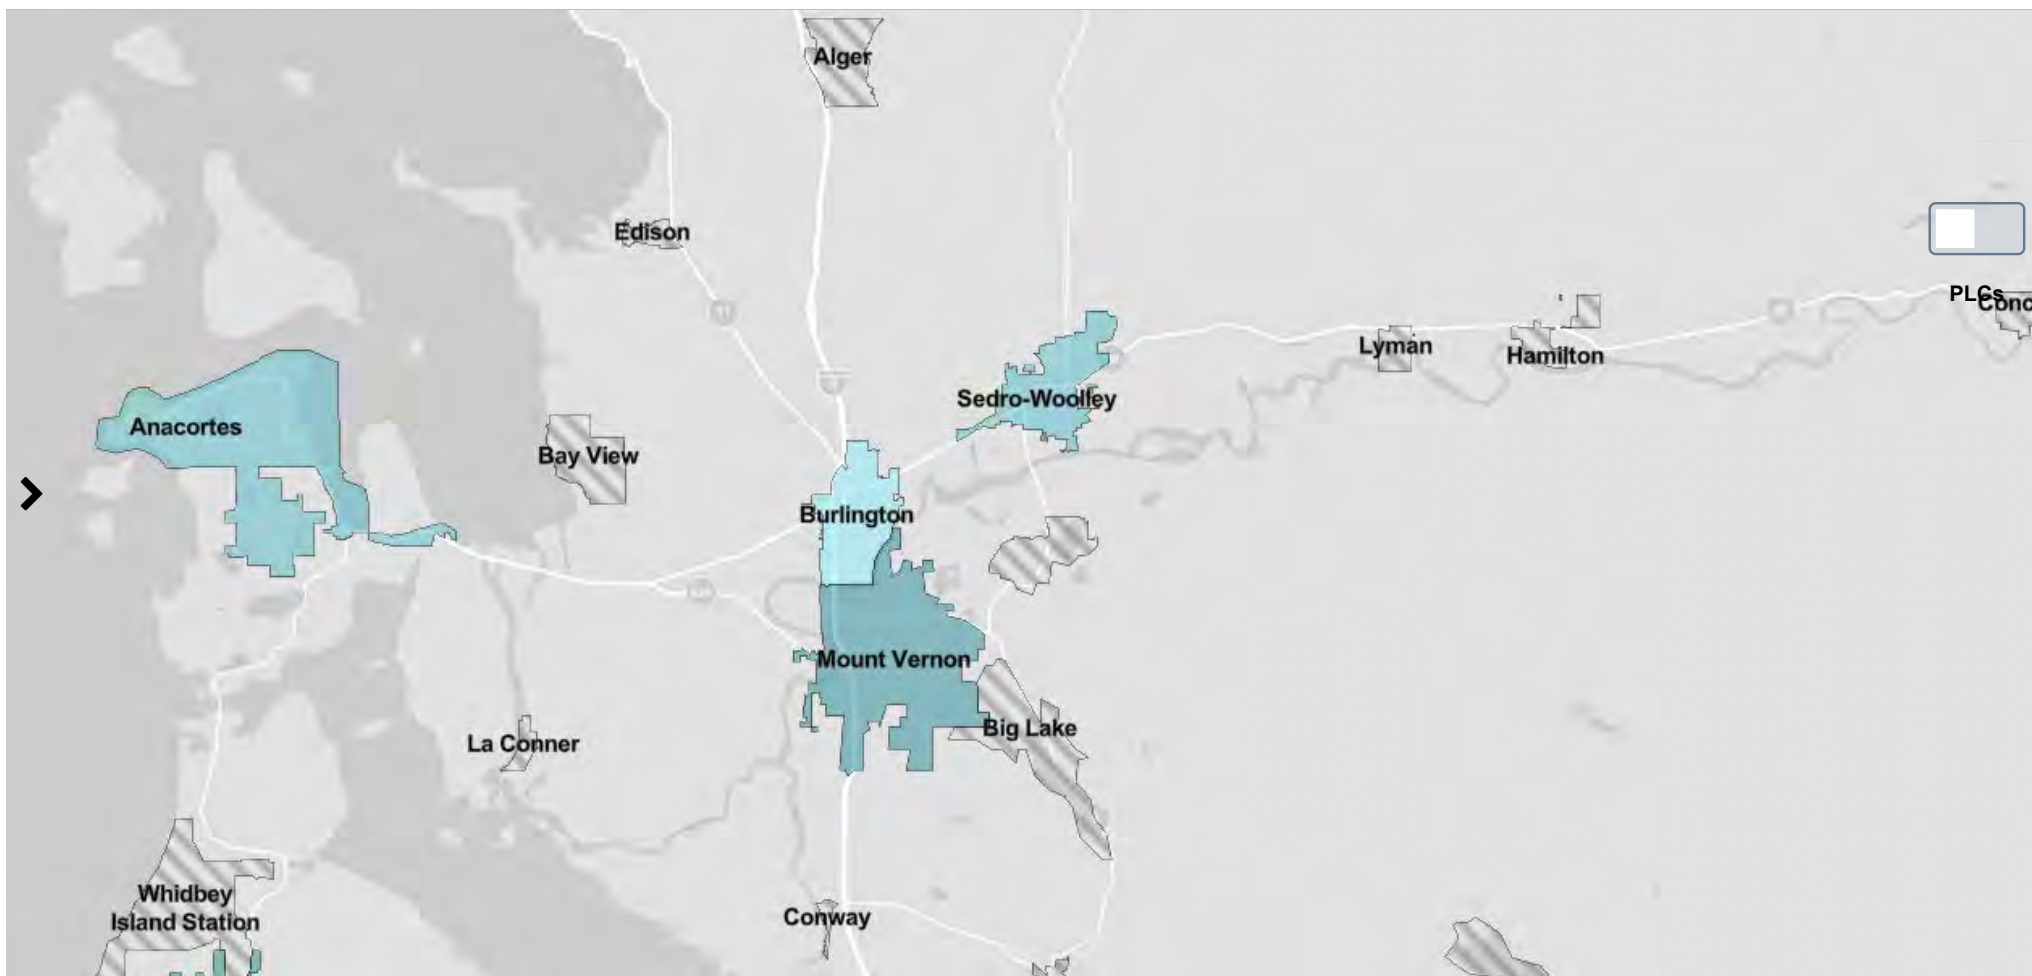 Alger
Edison
PLCs
Conc
Lyman
Hamilton
Sedro-Woolley
Anacortes
Bay View
Burlington
Mount Vernon
Big Lake
La Conner
Whidbey
Island Station
Conway